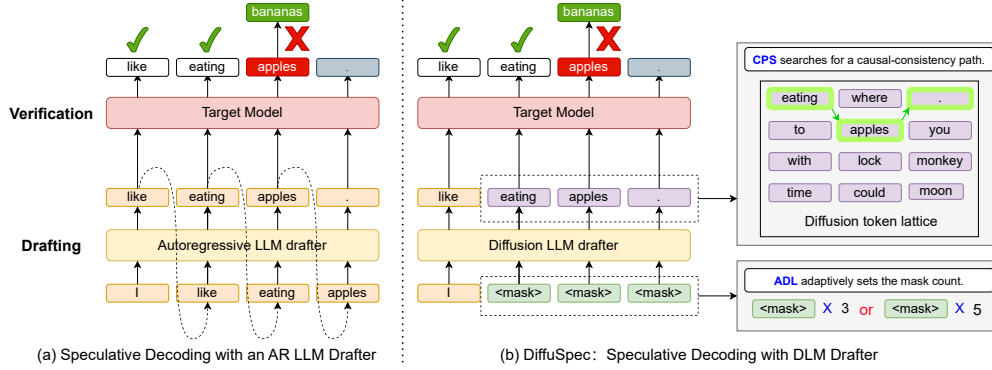 bananas
like
eating
apples
.
Verification
Target Model
like
eating
apples
.
Drafting
Autoregressive LLM drafter
I
like
eating
apples
(a) Speculative Decoding with an AR LLM Drafter
bananas
like
eating
apples
.
Target Model
like
eating
apples
.
Diffusion LLM drafter
I
<mask>
<mask>
<mask>
(b) DiffuSpec: Speculative Decoding with DLM Drafter
CPS searches for a causal-consistency path.
eating where .
to apples you
with lock monkey
time could moon
Diffusion token lattice
ADL adaptively sets the mask count.
<mask> X 3 or <mask> X 5